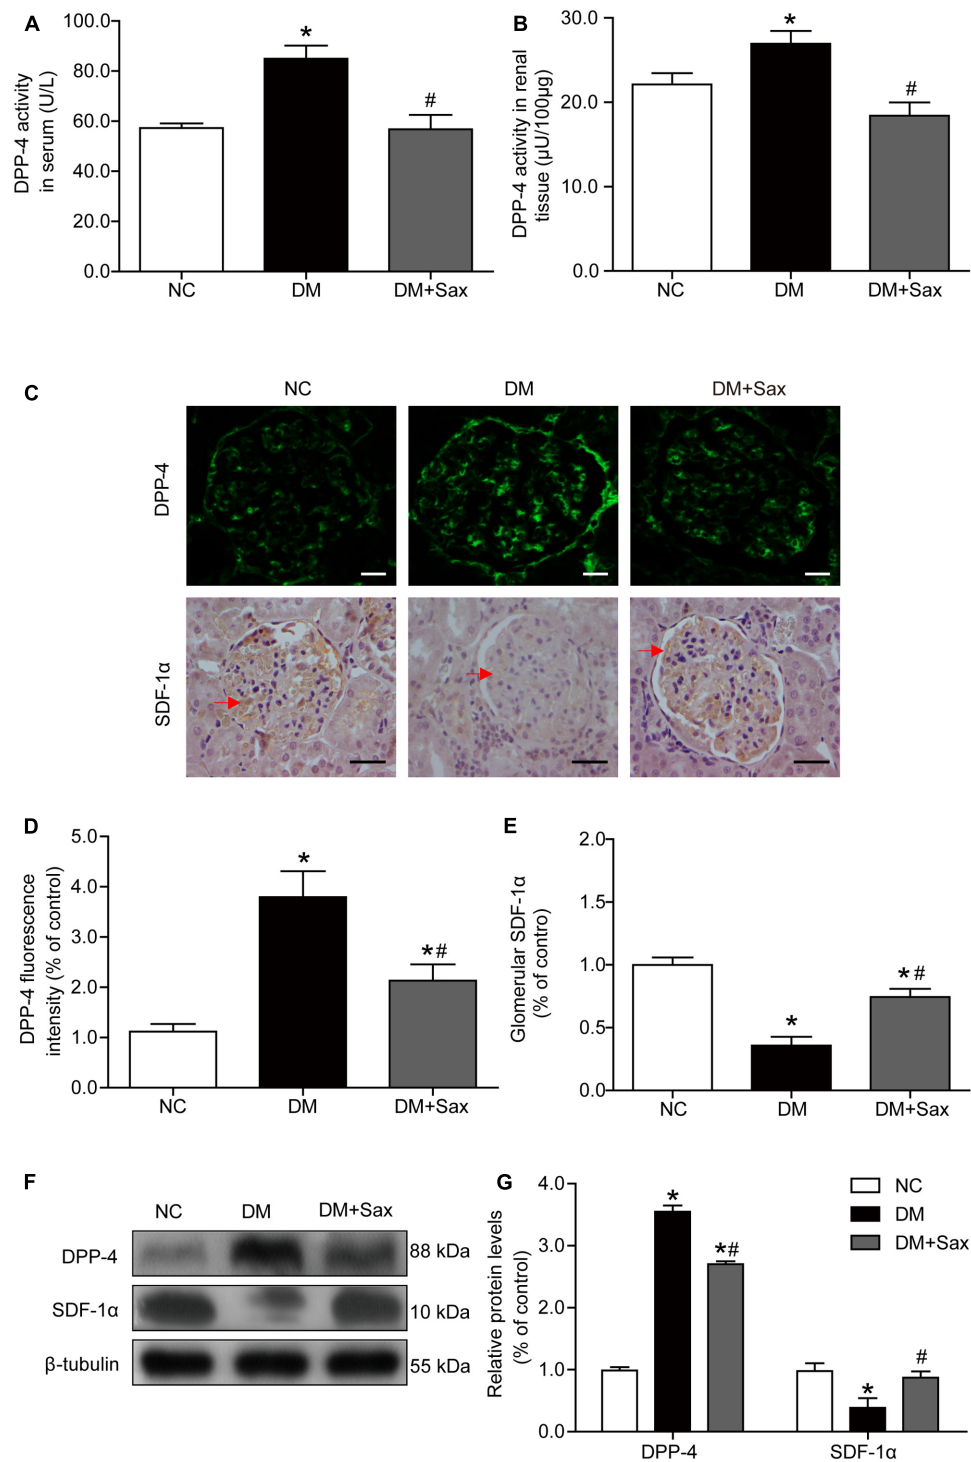 A
DPP-4 activity
in serum (U/L)
100.0
80.0
60.0
40.0
20.0
0.0
*
#
NC DM DM+Sax
B
DPP-4 activity in renal
tissue (μU/100μg)
30.0
20.0
10.0
0.0
*
#
NC DM DM+Sax
C
NC DM DM+Sax
DPP-4
SDF-1α
D
DPP-4 fluorescence
intensity (% of control)
5.0
4.0
3.0
2.0
1.0
0.0
*
*#
NC DM DM+Sax
E
Glomerular SDF-1α
(% of contro)
2.0
1.5
1.0
0.5
0.0
*
*#
NC DM DM+Sax
F
NC DM DM+Sax
DPP-4 88 kDa
SDF-1α 10 kDa
β-tubulin 55 kDa
G
Relative protein levels
(% of control)
4.0
3.0
2.0
1.0
0.0
*
*#
*
#
DPP-4 SDF-1α
NC
DM
DM+Sax